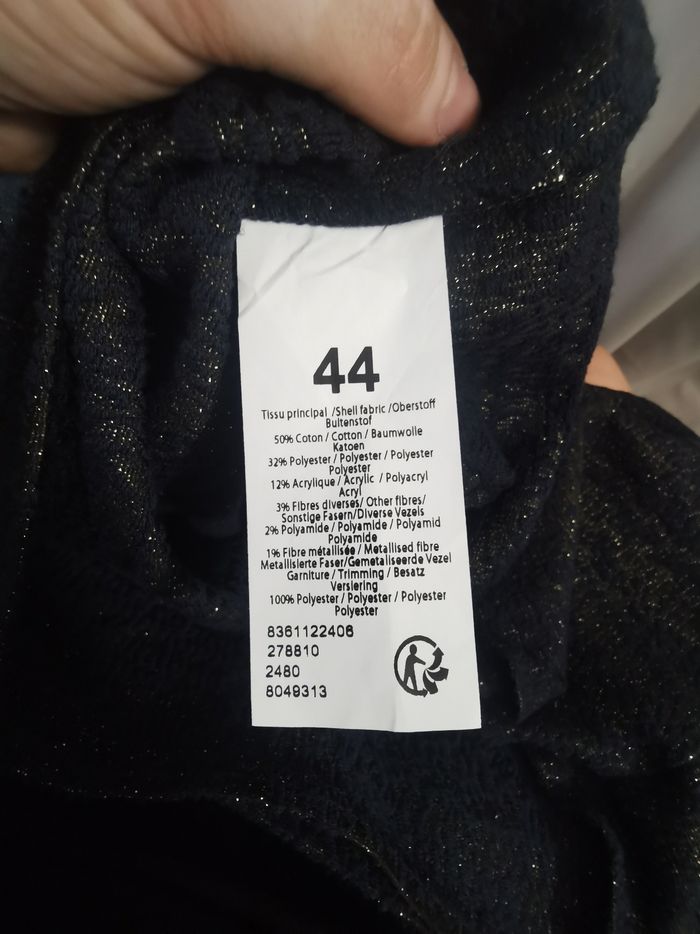 44
Tissu principal /Shell fabric /Oberstoff
Buitenstof
50% Coton / Cotton / Baumwolle
Katoen
32% Polyester / Polyester / Polyester
Polyester
12% Acrylique / Acrylic / Polyacryl
Acryl
3% Fibres diverses/ Other fibres/
Sonstige Fasern/Diverse Vezels
2% Polyamide / Polyamide / Polyamid
Polyamide
1% Fibre métallisée / Metallised fibre
Metallisierte Faser/Gemetaliseerde Vezel
Garniture / Trimming / Besatz
Versiering
100% Polyester / Polyester / Polyester
Polyester
8361122406
278810
2480
8049313